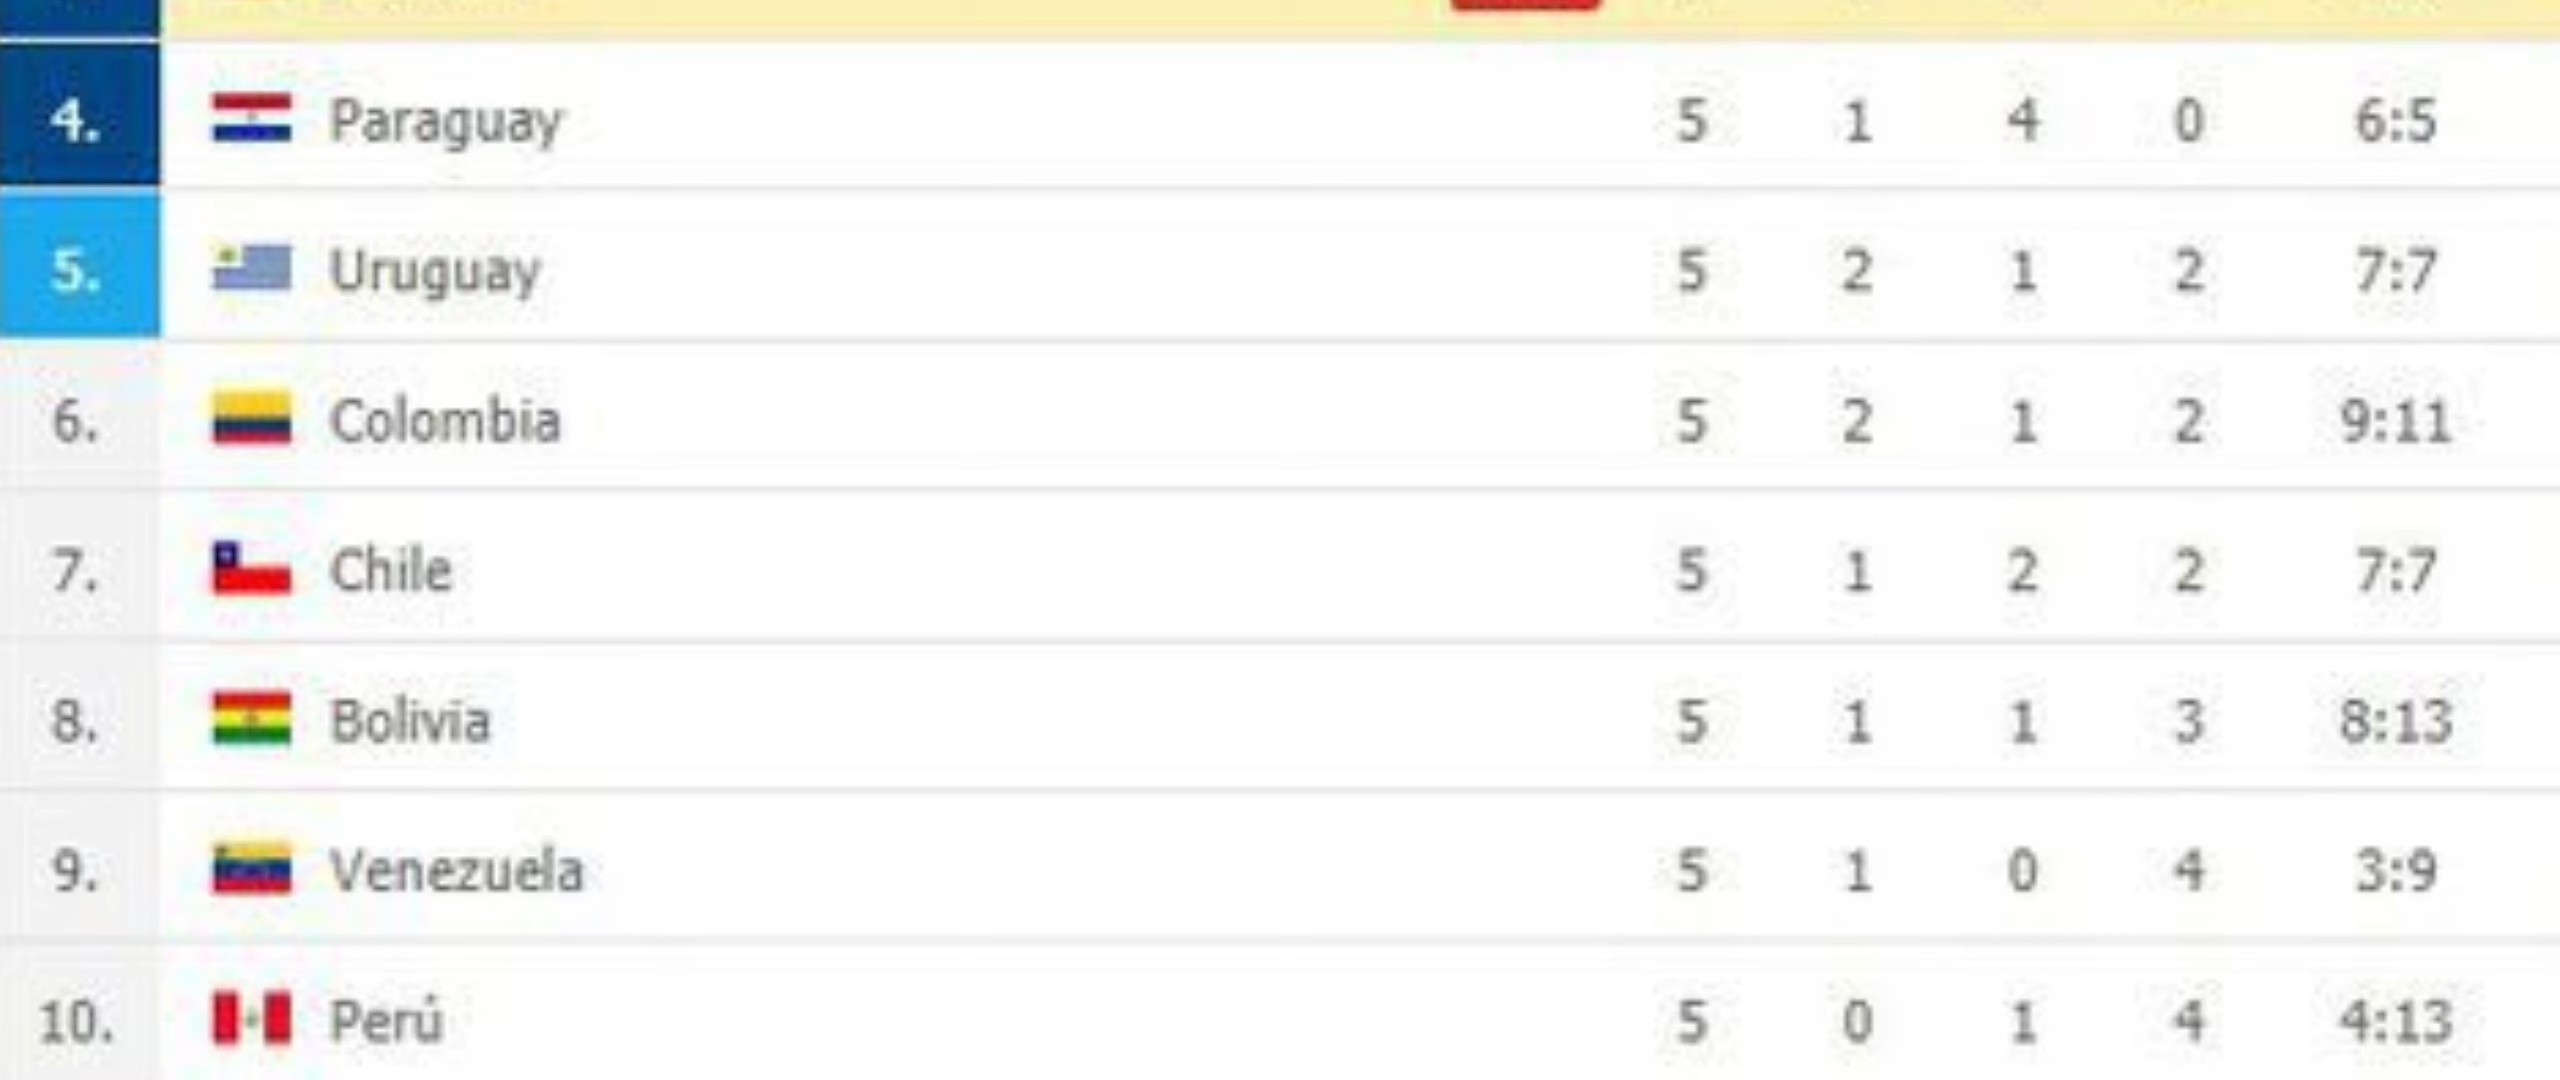 4. Paraguay 5 1 4 0 6:5
5. Uruguay 5 2 1 2 7:7
6. Colombia 5 2 1 2 9:11
7. Chile 5 1 2 2 7:7
8. Bolivia 5 1 1 3 8:13
9. Venezuela 5 1 0 4 3:9
10. Perú 5 0 1 4 4:13